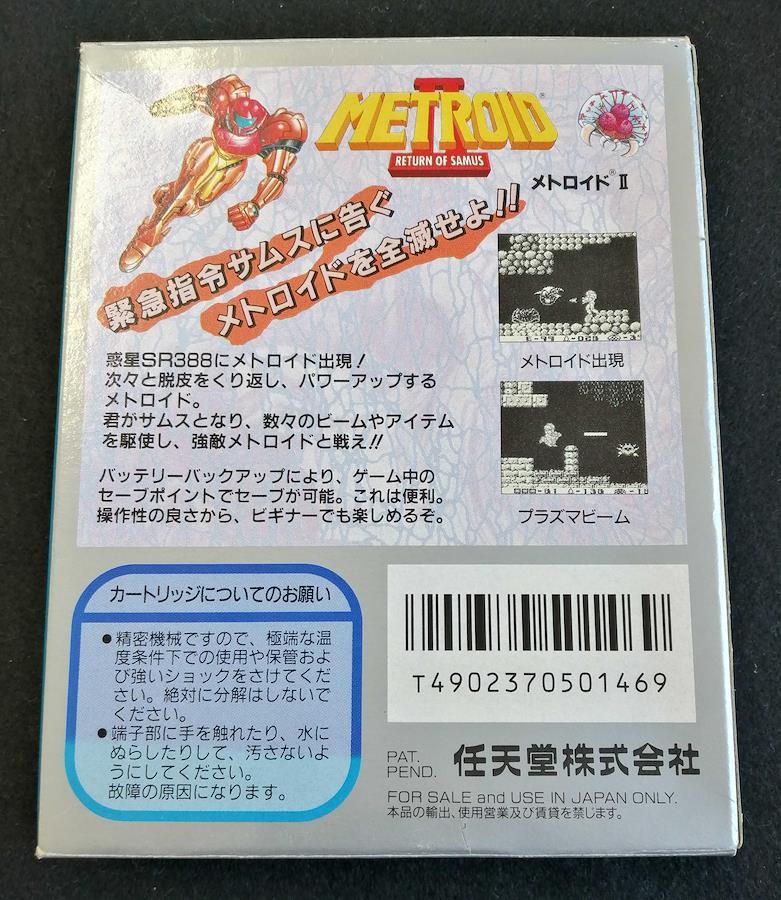 METROID®
II
RETURN OF SAMUS
メトロイド®II
緊急指令サムスに告ぐ
メトロイドを全滅せよ!!
惑星SR388にメトロイド出現!
次々と脱皮をくり返し、パワーアップする
メトロイド。
君がサムスとなり、数々のビームやアイテム
を駆使し、強敵メトロイドと戦え!!
メトロイド出現
バッテリーバックアップにより、ゲーム中の
セーブポイントでセーブが可能。これは便利。
操作性の良さから、ビギナーでも楽しめるぞ。
プラズマビーム
カートリッジについてのお願い
●精密機械ですので、極端な温
度条件下での使用や保管およ
び強いショックをさけてくだ
さい。絶対に分解はしないで
ください。
●端子部に手を触れたり、水に
ぬらしたりして、汚さないよ
うにしてください。
故障の原因になります。
T4902370501469
PAT.
PEND.
任天堂株式会社
FOR SALE and USE IN JAPAN ONLY.
本品の輸出、使用営業及び賃貸を禁じます。